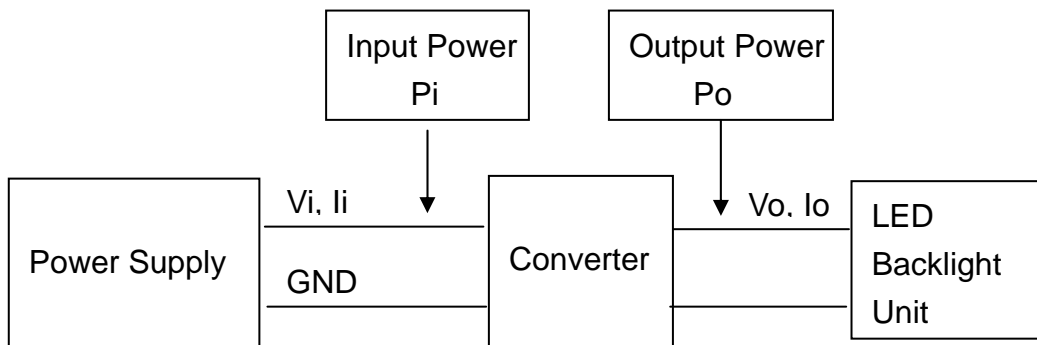 Input Power
Pi
Output Power
Po
Power Supply
Vi, Ii
GND
Converter
Vo, Io
LED
Backlight
Unit